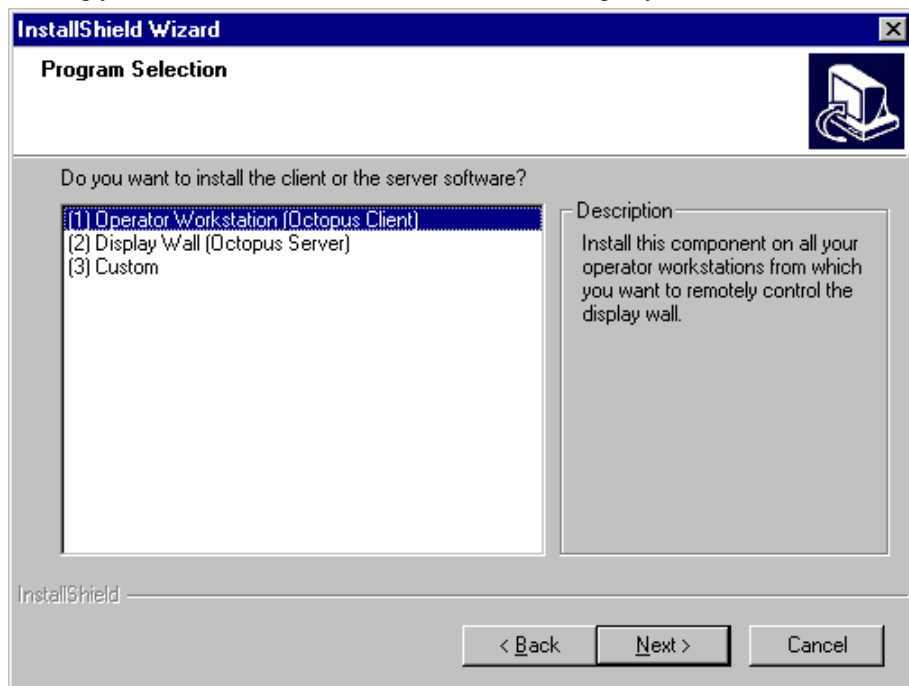 InstallShield Wizard
Program Selection
Do you want to install the client or the server software?
(1) Operator Workstation (Octopus Client)
(2) Display Wall (Octopus Server)
(3) Custom
Description
Install this component on all your
operator workstations from which
you want to remotely control the
display wall.
InstallShield
< Back
Next >
Cancel